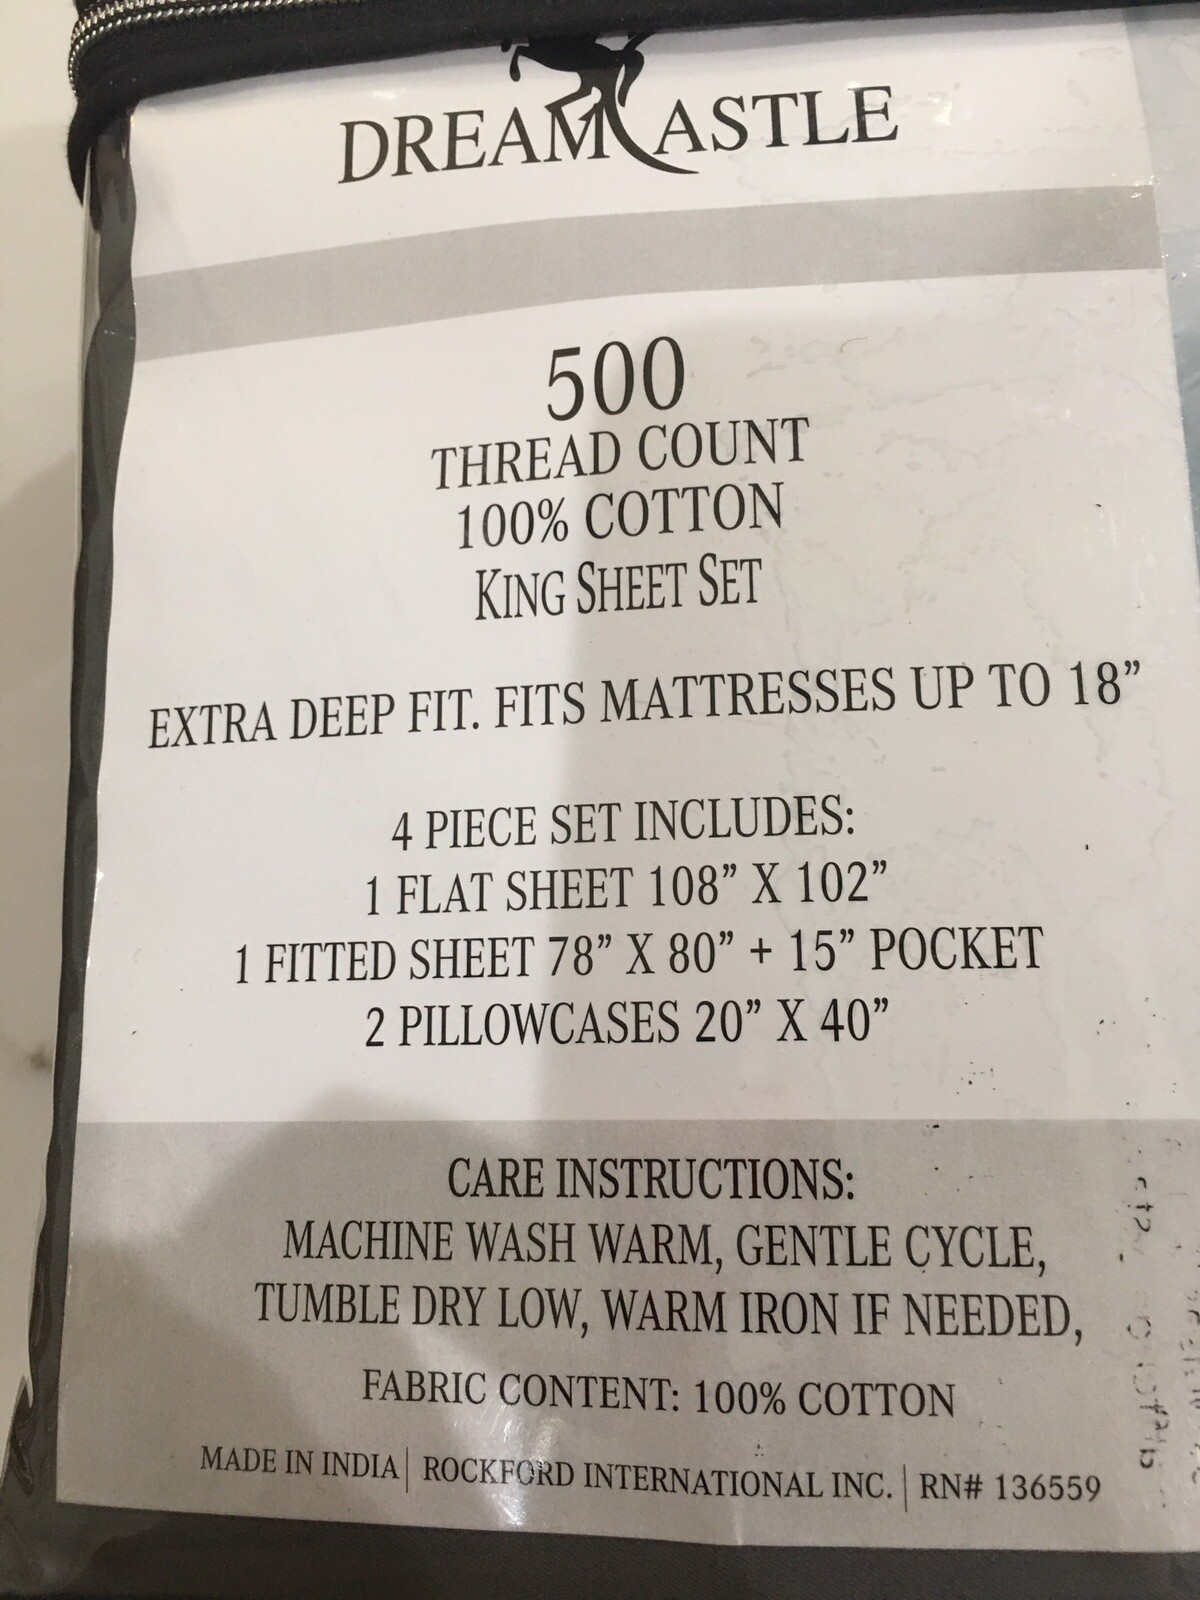 DREAMCASTLE
500
THREAD COUNT
100% COTTON
KING SHEET SET
EXTRA DEEP FIT. FITS MATTRESSES UP TO 18”
4 PIECE SET INCLUDES:
1 FLAT SHEET 108” X 102”
1 FITTED SHEET 78” X 80” + 15” POCKET
2 PILLOWCASES 20” X 40”
CARE INSTRUCTIONS:
MACHINE WASH WARM, GENTLE CYCLE,
TUMBLE DRY LOW, WARM IRON IF NEEDED,
FABRIC CONTENT: 100% COTTON
MADE IN INDIA | ROCKFORD INTERNATIONAL INC. | RN# 136559